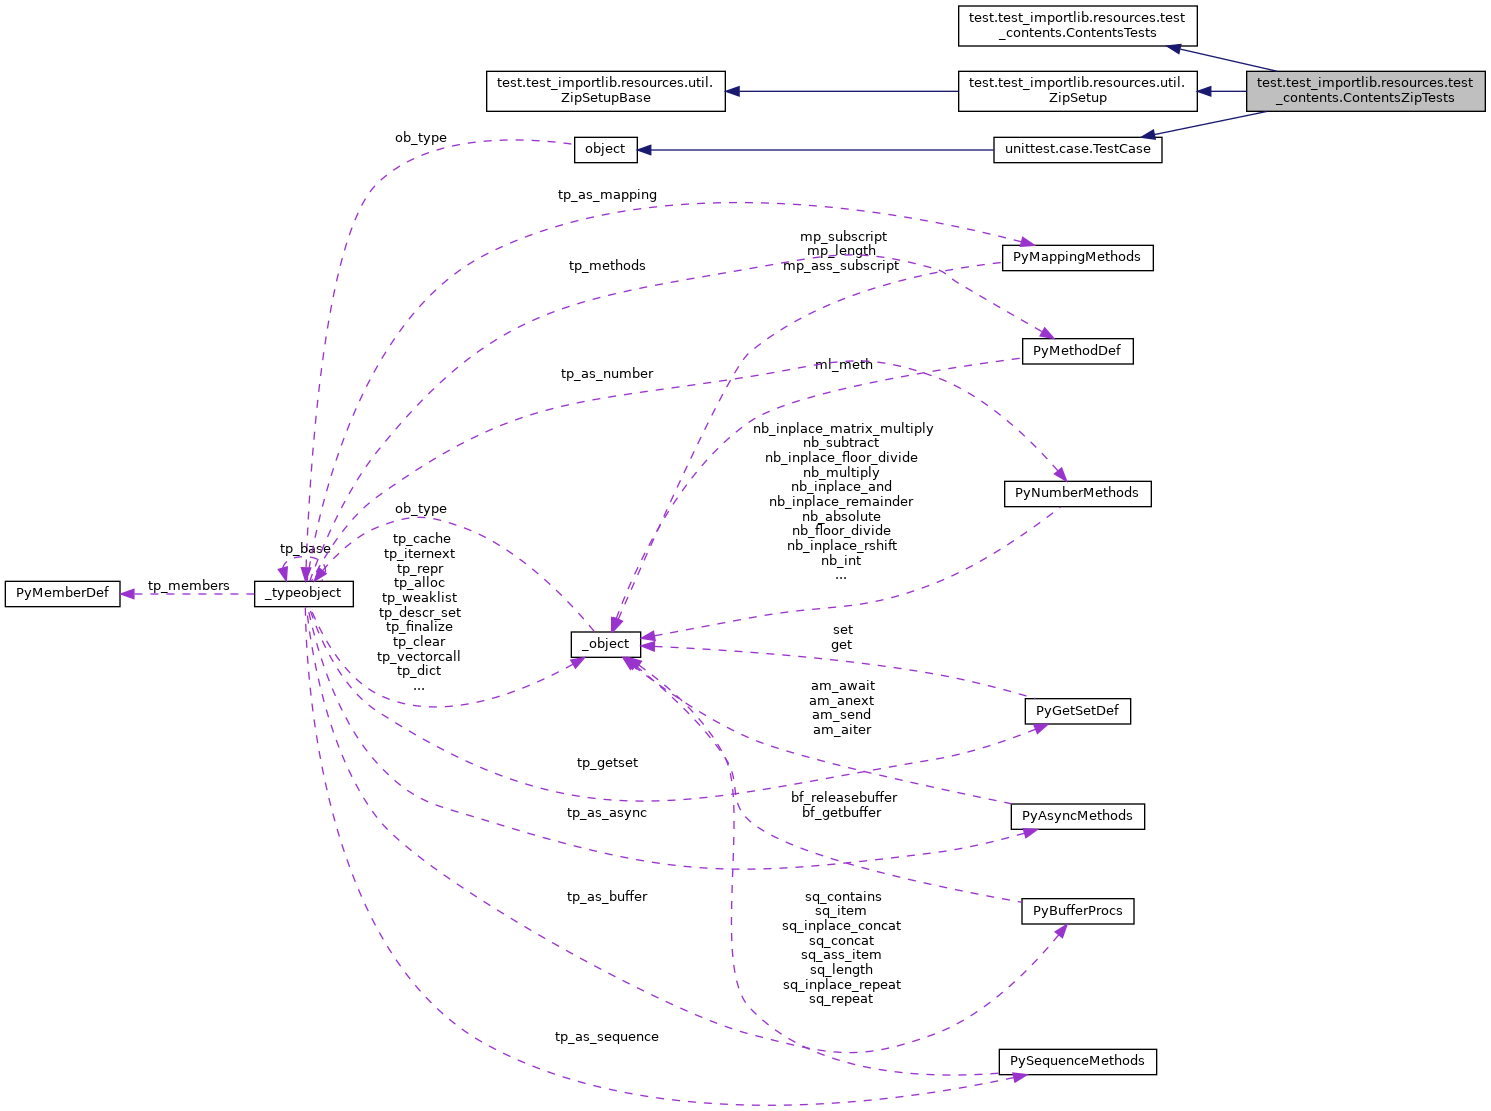 test.test_importlib.resources.test
_contents.ContentsTests
test.test_importlib.resources.util.
ZipSetupBase
test.test_importlib.resources.util.
ZipSetup
test.test_importlib.resources.test
_contents.ContentsZipTests
ob_type
object
unittest.case.TestCase
tp_as_mapping
mp_subscript
mp_length
mp_ass_subscript
PyMappingMethods
tp_methods
PyMethodDef
tp_as_number
ml_meth
nb_inplace_matrix_multiply
nb_subtract
nb_inplace_floor_divide
nb_multiply
nb_inplace_and
nb_inplace_remainder
nb_absolute
nb_floor_divide
nb_inplace_rshift
nb_int
...
PyNumberMethods
ob_type
tp_cache
tp_iternext
tp_repr
tp_alloc
tp_weaklist
tp_descr_set
tp_finalize
tp_clear
tp_vectorcall
tp_dict
...
tp_base
PyMemberDef
tp_members
_typeobject
_object
set
get
PyGetSetDef
am_await
am_anext
am_send
am_aiter
tp_getset
tp_as_async
PyAsyncMethods
bf_releasebuffer
bf_getbuffer
tp_as_buffer
PyBufferProcs
sq_contains
sq_item
sq_inplace_concat
sq_concat
sq_ass_item
sq_length
sq_inplace_repeat
sq_repeat
tp_as_sequence
PySequenceMethods